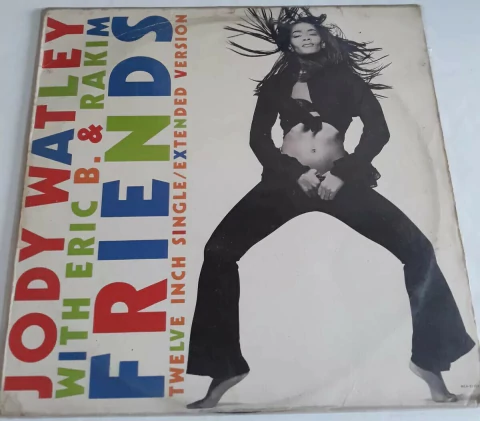 JODY WATLEY
WITH ERIC B. & RAKIM
FRIENDS
TWELVE INCH SINGLE/EXTENDED VERSION